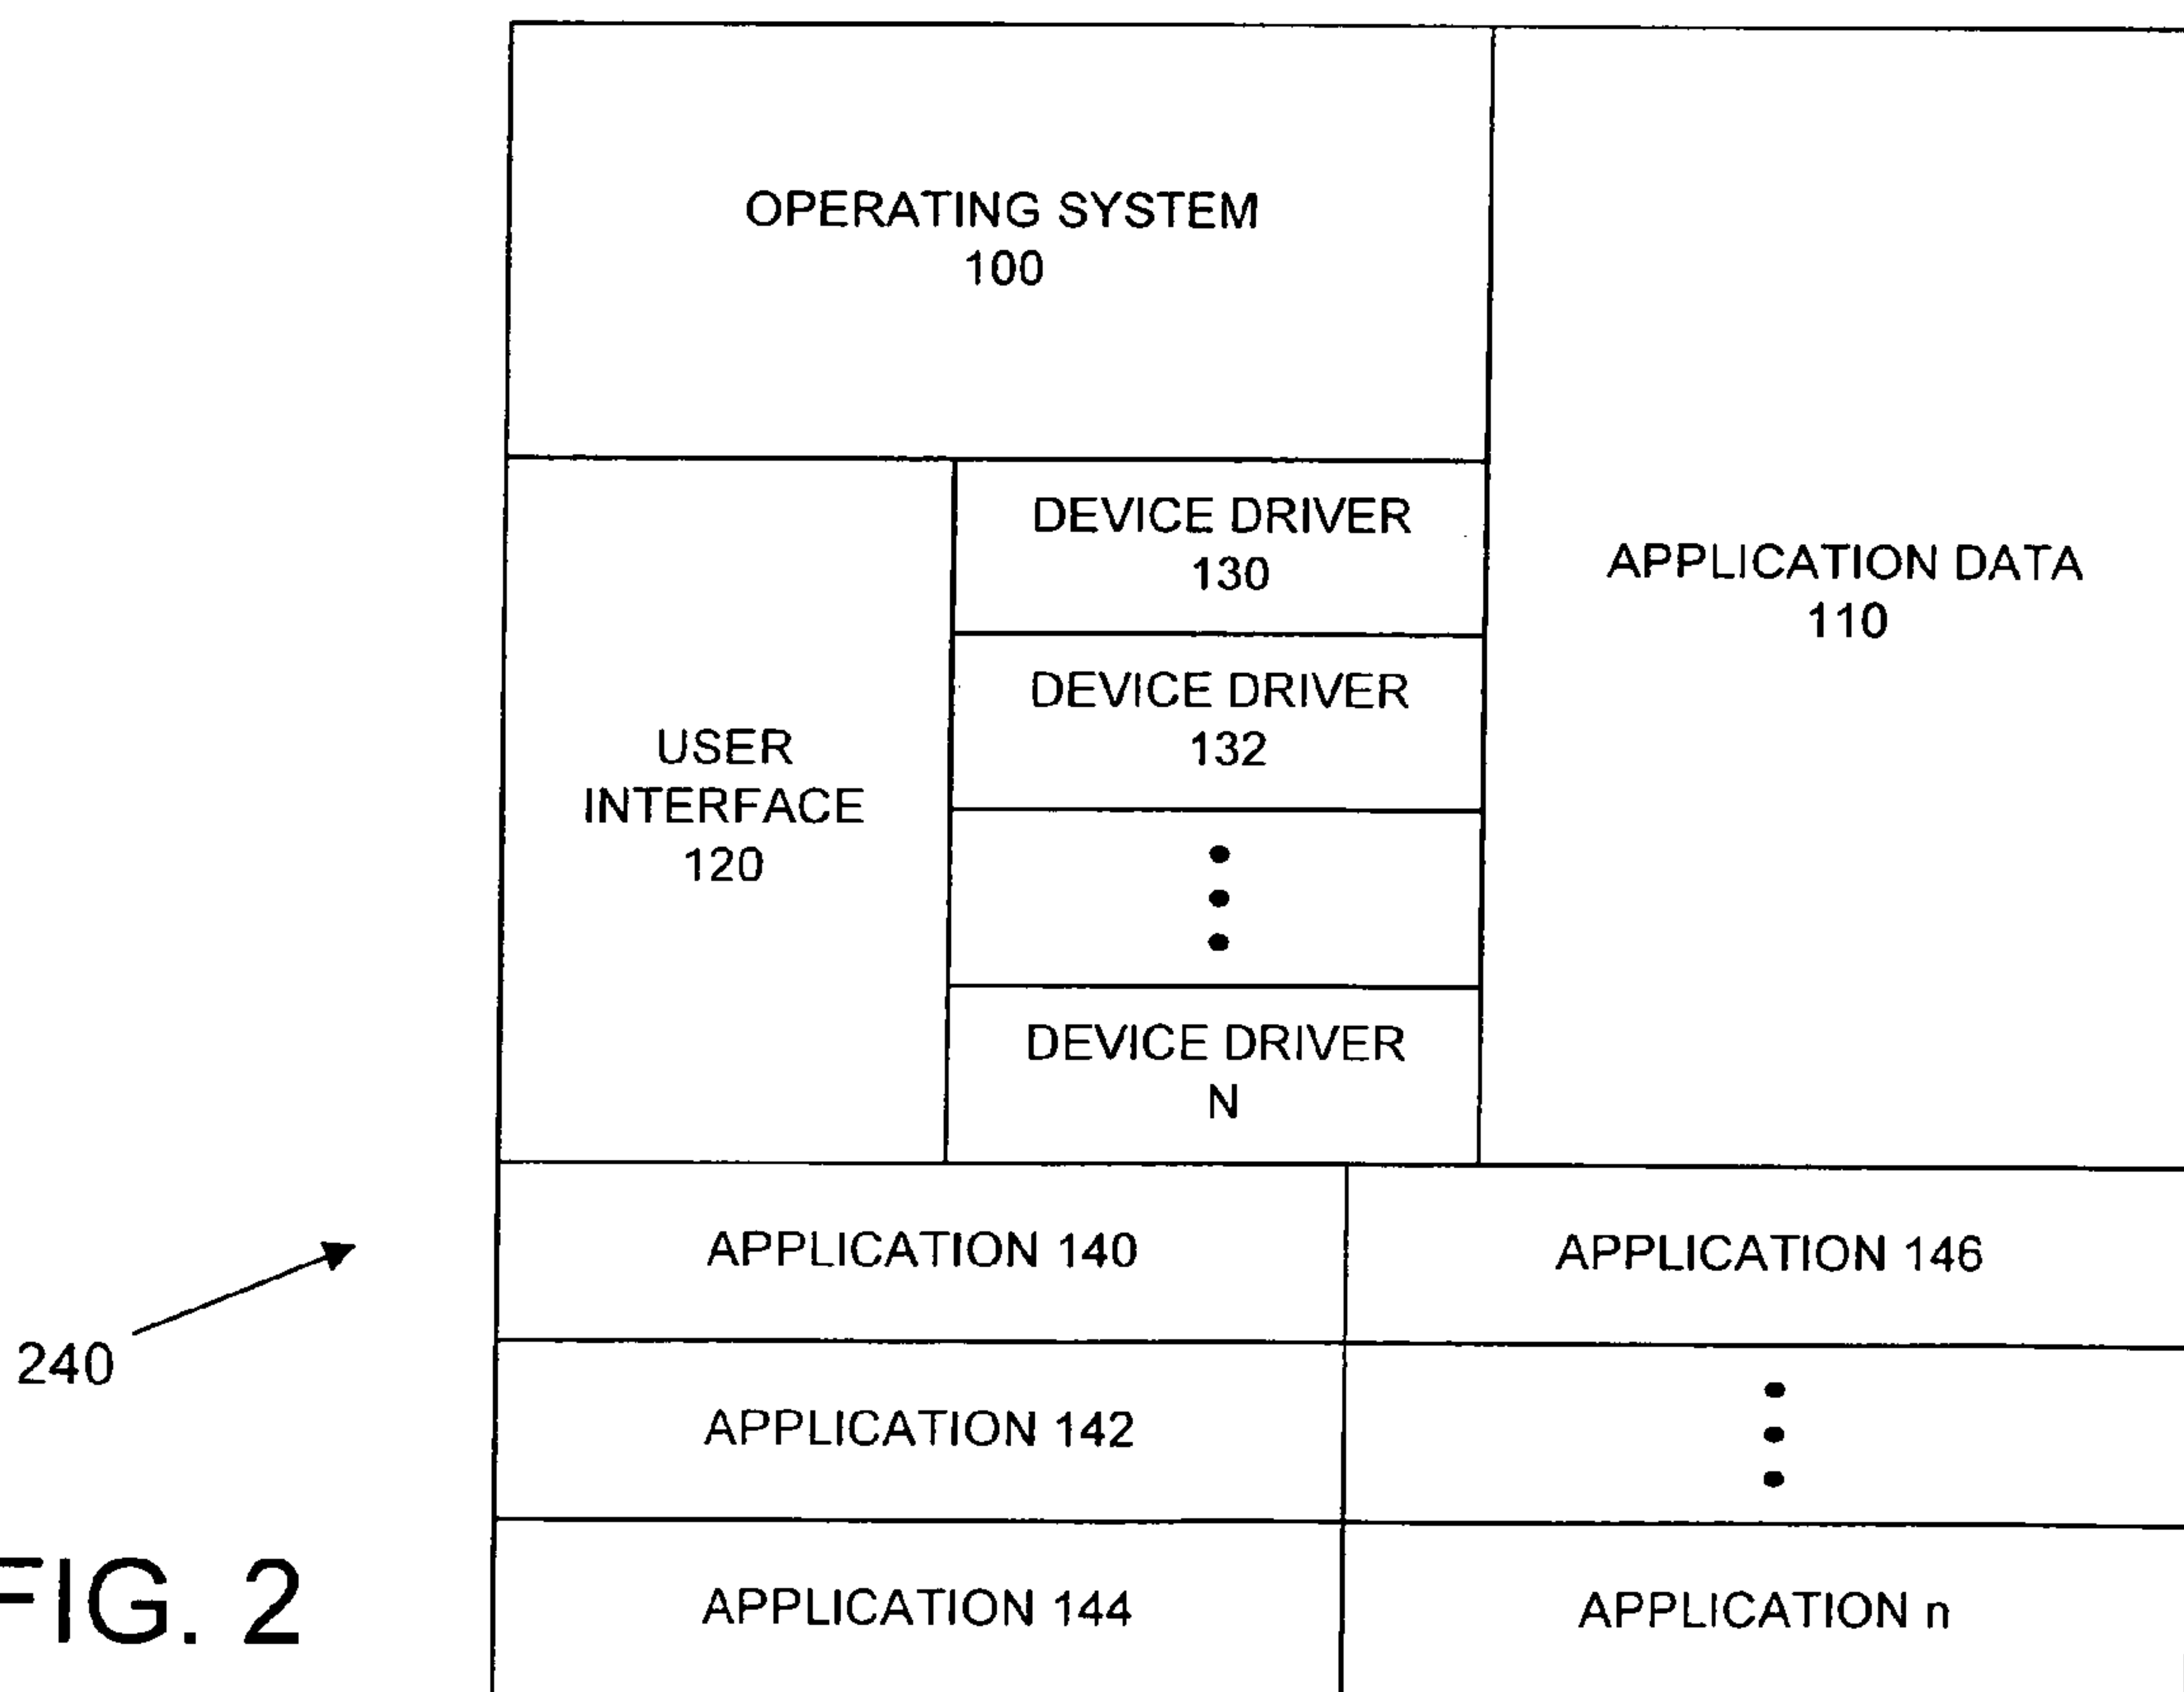 OPERATING SYSTEM
100
DEVICE DRIVER
130
APPLICATION DATA
110
DEVICE DRIVER
132
USER
INTERFACE
120
DEVICE DRIVER
N
APPLICATION 140
APPLICATION 146
240
APPLICATION 142
FIG. 2
APPLICATION 144
APPLICATION n